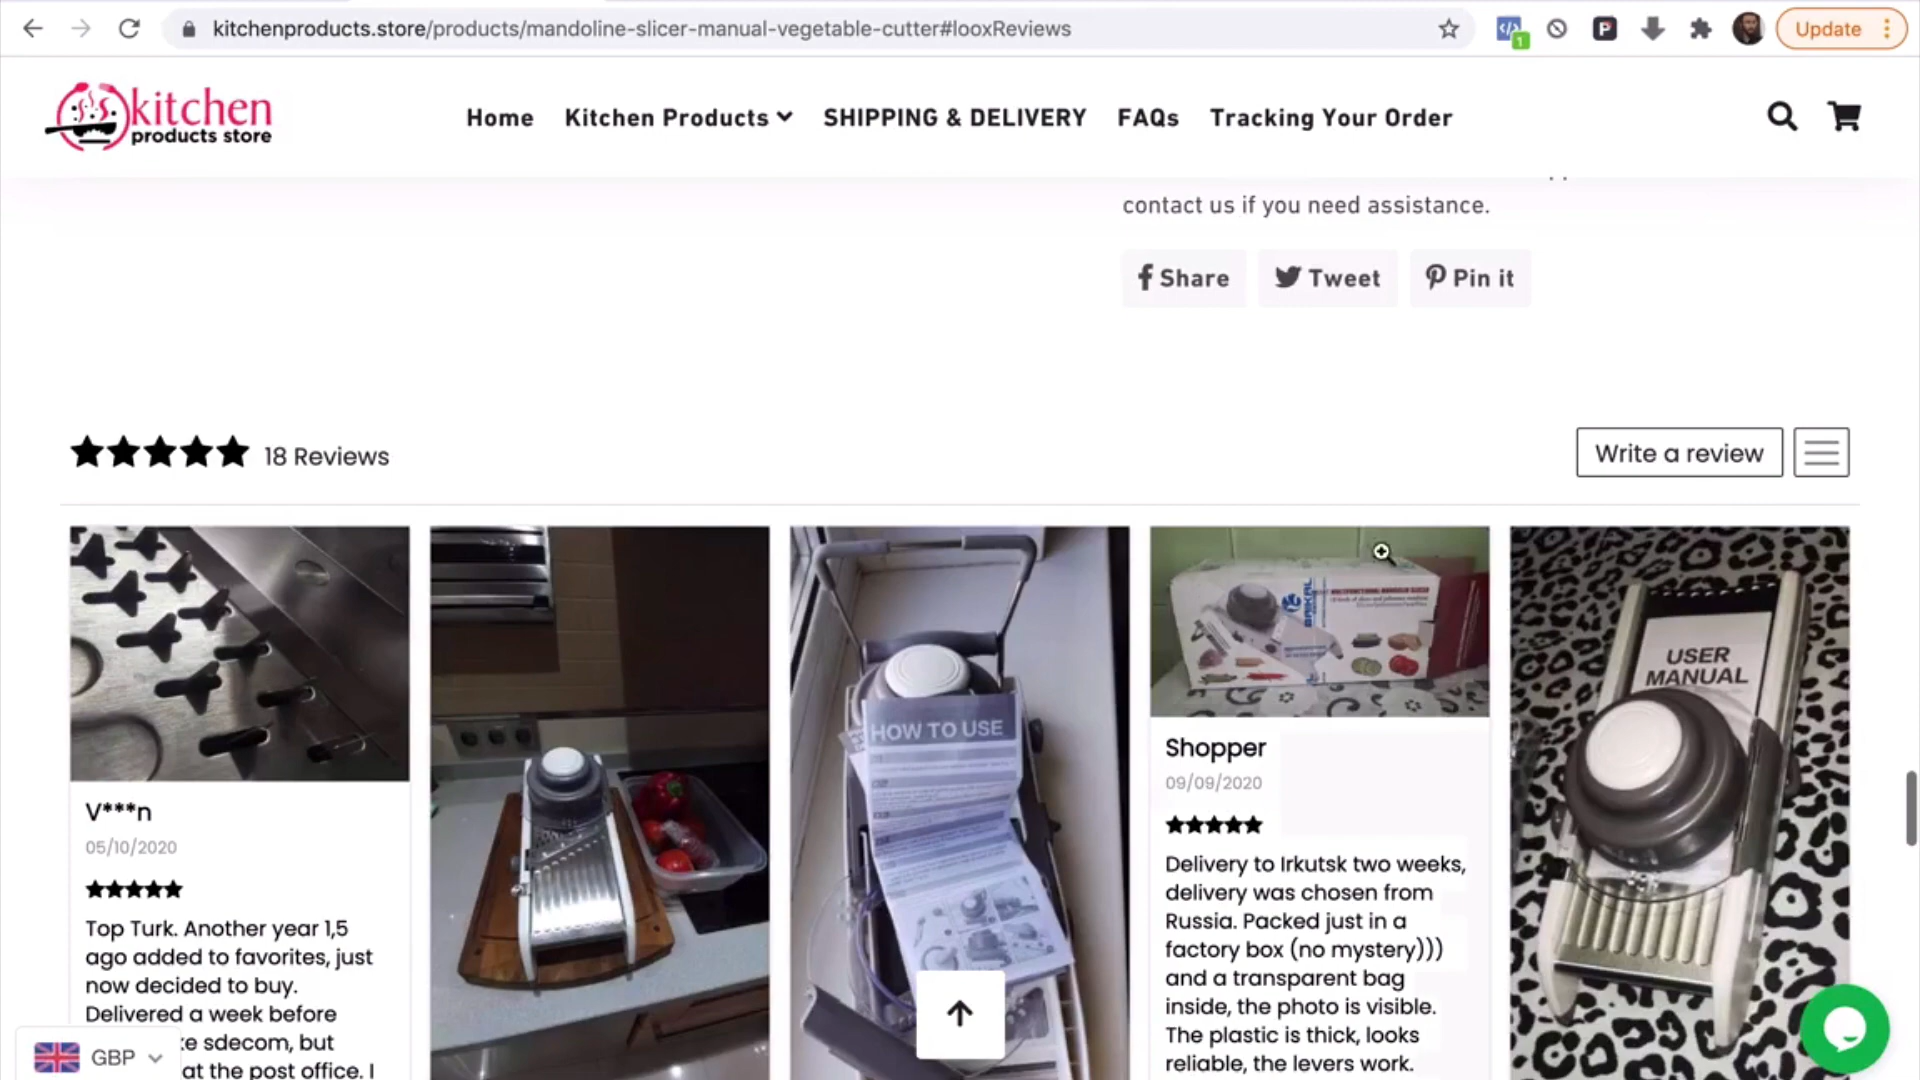 kitchenproducts.store/products/mandoline-slicer-manual-vegetable-cutter#looxReviews
1
P
Update
kitchen
products store
Home
Kitchen Products
SHIPPING & DELIVERY
FAQs
Tracking Your Order
contact us if you need assistance.
Share
Tweet
Pin it
18 Reviews
Write a review
HOW TO USE
USER
MANUAL
V***n
05/10/2020
Top Turk. Another year 1,5
ago added to favorites, just
now decided to buy.
Delivered a week before
e sdecom, but
at the post office. I
Shopper
09/09/2020
Delivery to Irkutsk two weeks,
delivery was chosen from
Russia. Packed just in a
factory box (no mystery)))
and a transparent bag
inside, the photo is visible.
The plastic is thick, looks
reliable, the levers work.
GBP